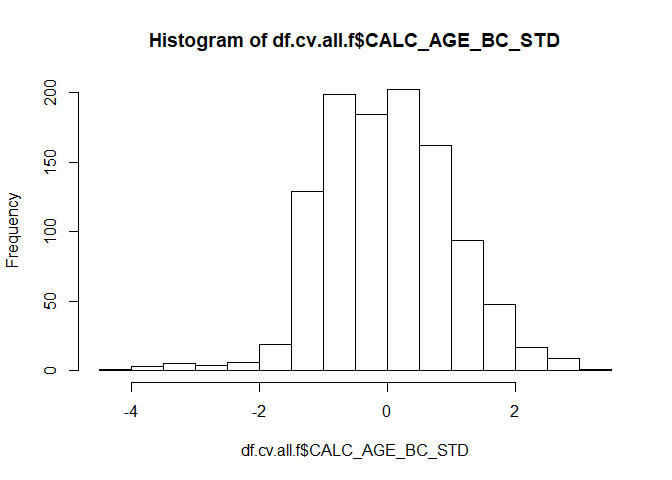 Histogram of df.cv.all.f$CALC_AGE_BC_STD
Frequency
200
150
100
50
0
-4 -2 0 2
df.cv.all.f$CALC_AGE_BC_STD